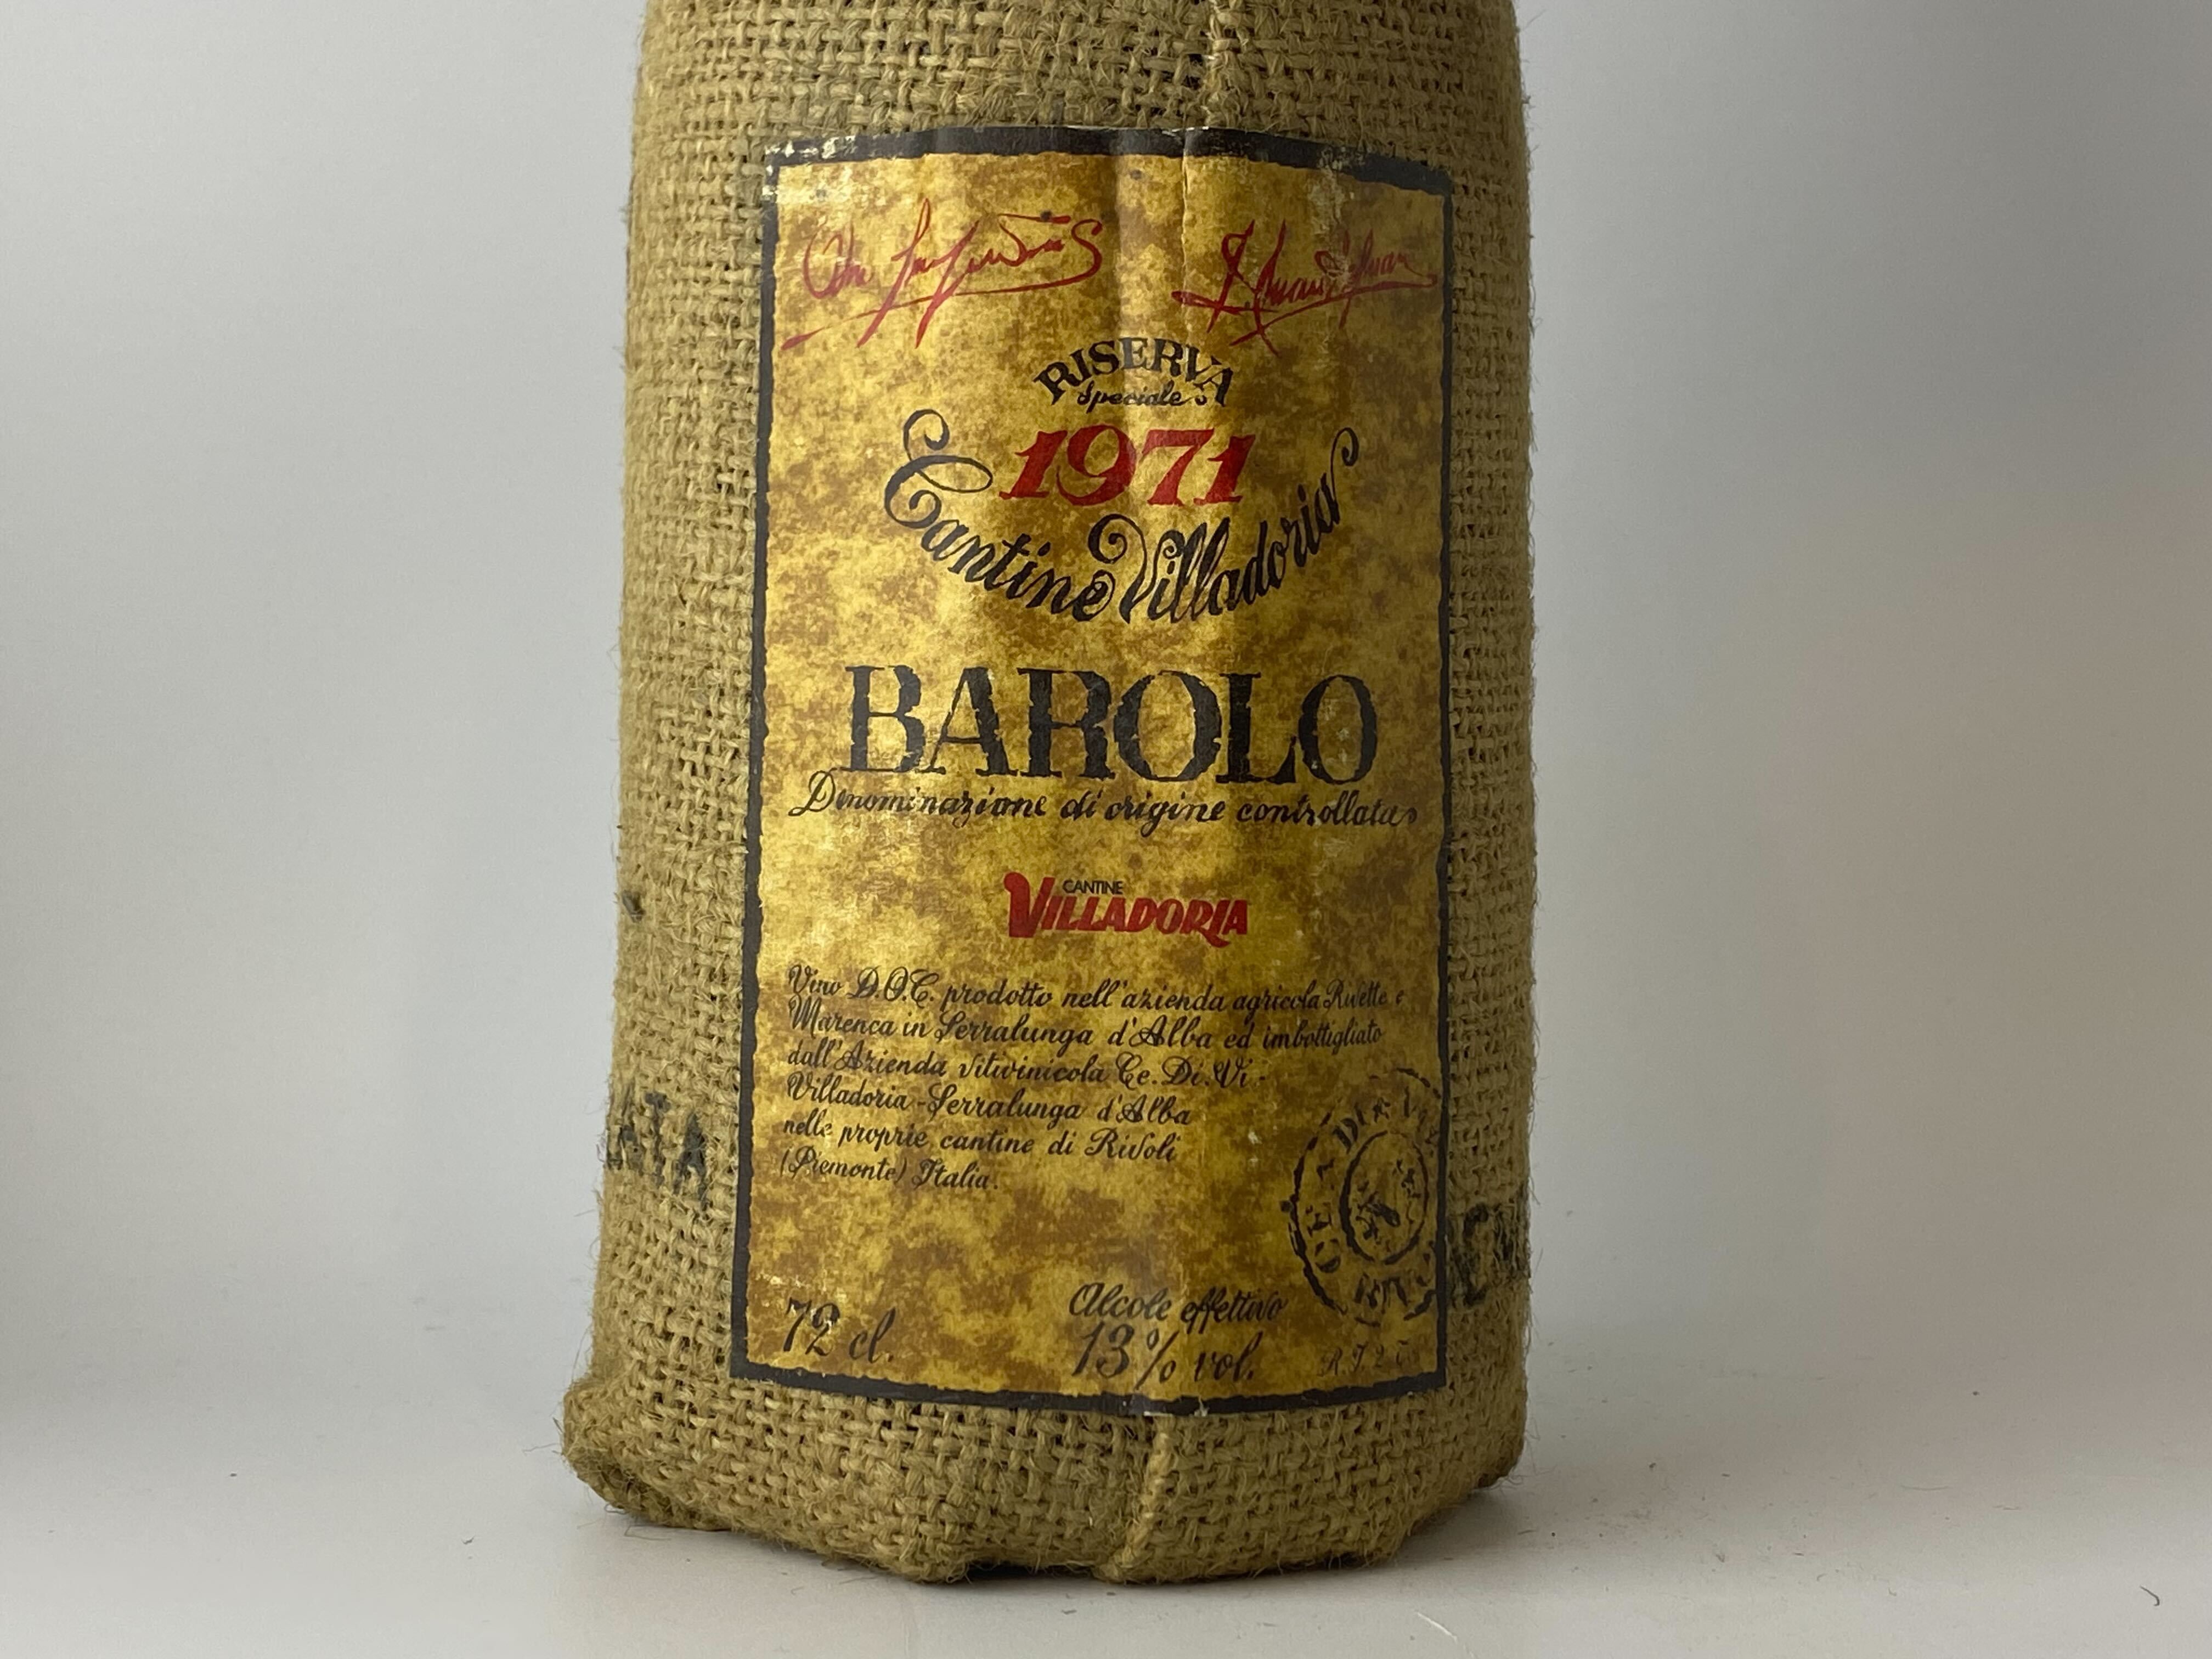 RISERVA
Speciale
1971
Cantine Villadoria
BAROLO
Denominazione di origine controllata
CANTINE
VILLADORIA
Vino D.O.C. prodotto nell'azienda agricola Rivette e
Marenca in Serralunga d'Alba ed imbottigliato
dall'Azienda vitivinicola Ce.Di.Vi-
Villadoria-Serralunga d'Alba
nelle proprie cantine di Rivoli
(Piemonte) Italia.
72 cl.
Alcole effettivo
13% vol.